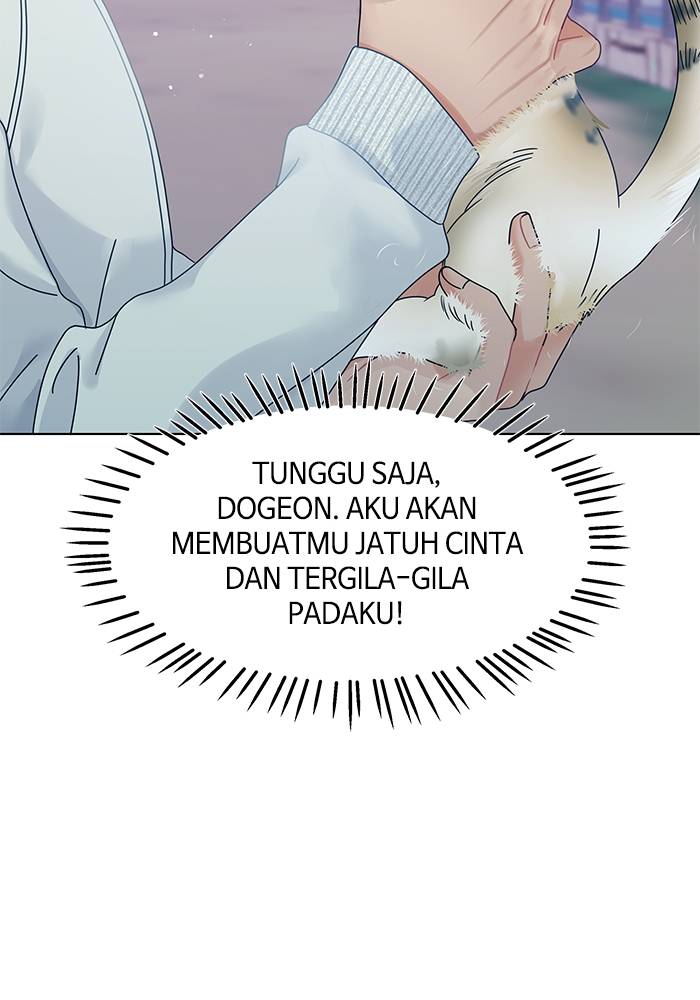 TUNGGU SAJA,
DOGEON. AKU AKAN
MEMBUATMU JATUH CINTA
DAN TERGILA-GILA
PADAKU!